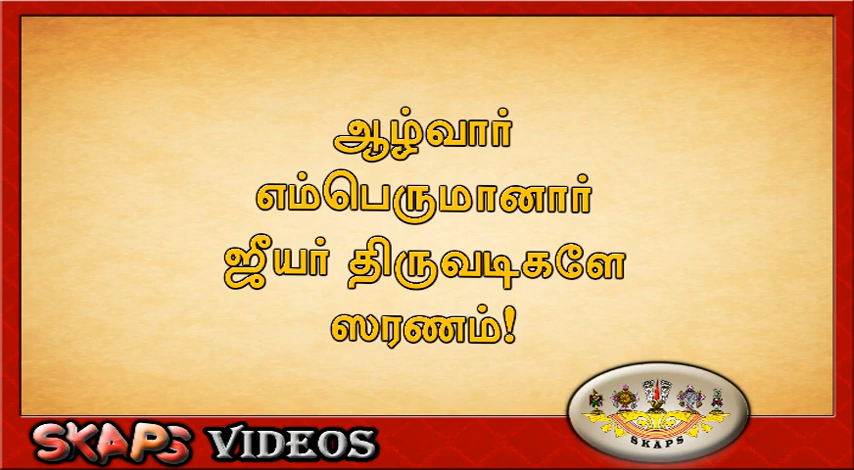 ஆழ்வார்
எம்பெருமானார்
ஜீயர் திருவடிகளே
ஸரணம்!
SKAPS
SKAPS VIDEOS